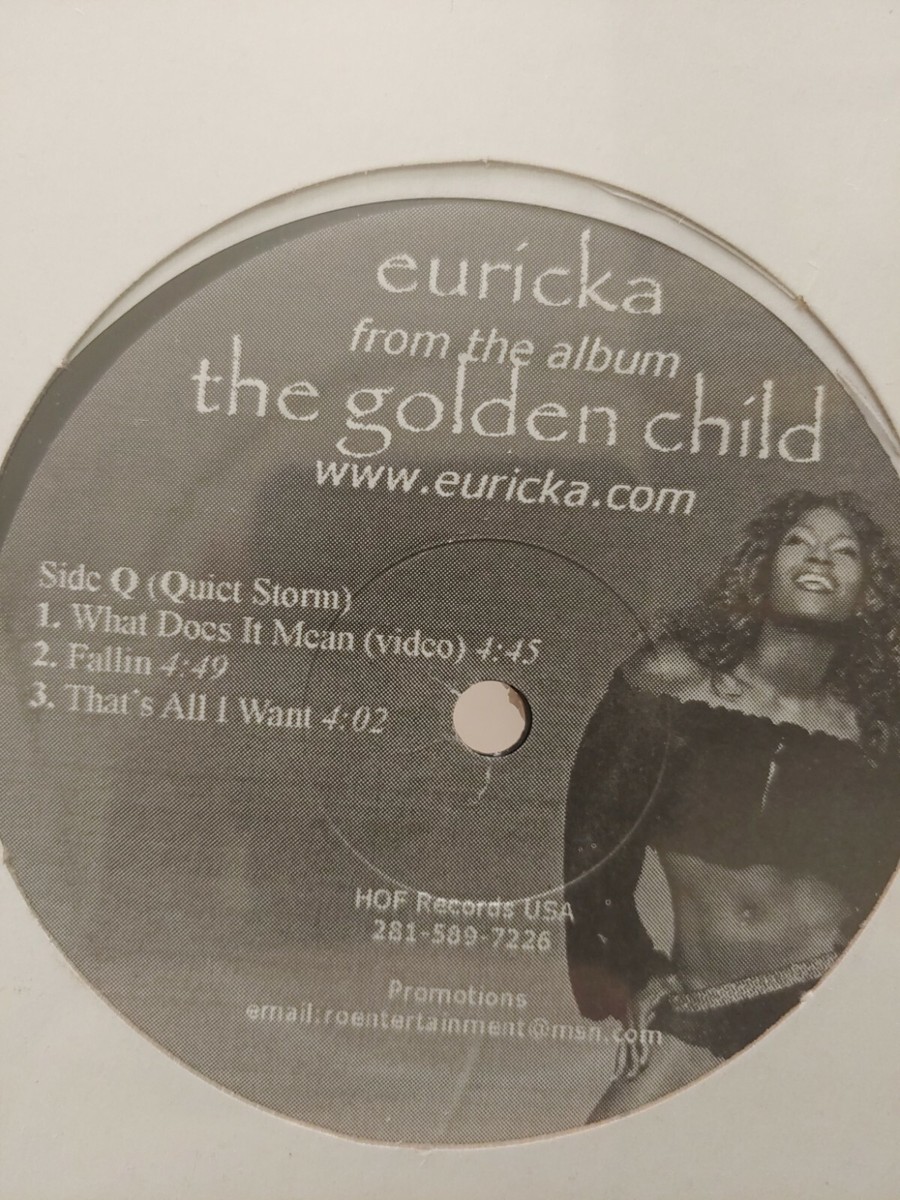 euricka
from the album
the golden child
www.euricka.com
Side Q (Quiet Storm)
1. What Does It Mean (video) 4:45
2. Fallin 4:49
3. That's All I Want 4:02
HOF Records USA
281-589-7226
Promotions
email:roentertainment@msn.com